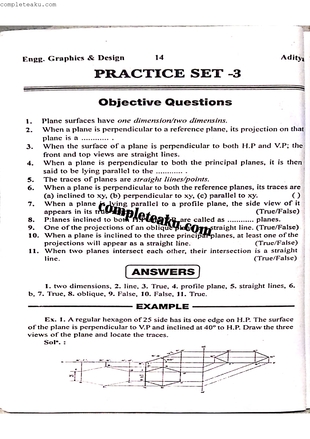 completeaku.com
Engg. Graphics & Design 14 Aditya
PRACTICE SET -3
Objective Questions
1. Plane surfaces have one dimension/two dimensins.
2. When a plane is perpendicular to a reference plane, its projection on that
plane is a ............ .
3. When the surface of a plane is perpendicular to both H.P and V.P; the
front and top views are straight lines.
4. When a plane is perpendicular to both the principal planes, it is then
said to be lying parallel to the ............ .
5. The traces of planes are straight lines/points.
6. When a plane is perpendicular to both the reference planes, its traces are
(a) inclined to xy, (b) perpendicular to xy, (c) parallel to xy. ( )
7. When a plane is lying parallel to a profile plane, the side view of it
appears in its true (True/False)
completeaku.com
8. P:lanes inclined to both are called as ............ planes.
9. One of the projections of an oblique straight line. (True/False)
10. When a plane is inclined to the three principal planes, at least one of the
projections will appear as a straight line. (True/False)
11. When two planes intersect each other, their intersection is a straight
line. (True/False)
ANSWERS
1. two dimensions, 2. line, 3. True, 4. profile plane, 5. straight lines, 6.
b, 7. True, 8. oblique, 9. False, 10. False, 11. True.
EXAMPLE
Ex. 1. A regular hexagon of 25 side has its one edge on H.P. The surface
of the plane is perpendicular to V.P and inclined at 40° to H.P. Draw the three
views of the plane and locate the traces.
Solⁿ. :